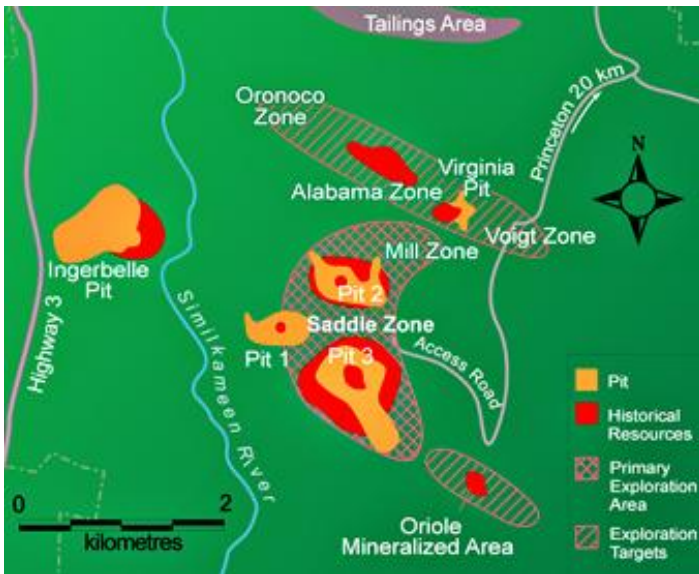 Tailings Area
Princeton 20 km
Oronoco
Zone
N
Virginia
Pit
Alabama Zone
Voigt Zone
Mill Zone
Ingerbelle
Pit
Pit 2
Highway 3
Similkameen River
Saddle Zone
Pit 1
Pit 3
Access Road
Pit
Historical
Resources
Primary
Exploration
Area
Exploration
Targets
0
2
kilometres
Oriole
Mineralized Area